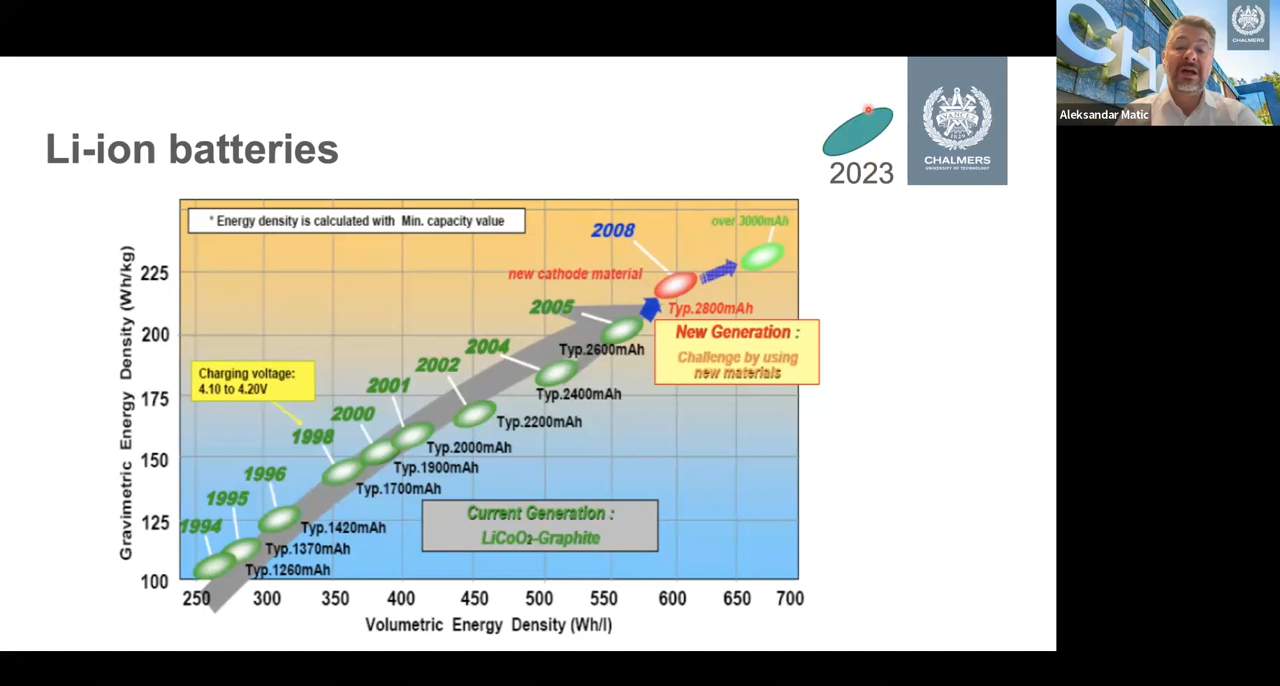 Li-ion batteries
2023
AVANCEZ
CHALMERS
UNIVERSITY OF TECHNOLOGY
CHALMERS
Aleksandar Matic
* Energy density is calculated with Min. capacity value
over 3000mAh
2008
new cathode material
Typ.2800mAh
New Generation :
Challenge by using
new materials
2005
Typ.2600mAh
2004
Typ.2400mAh
2002
Typ.2200mAh
2001
Typ.2000mAh
2000
Typ.1900mAh
Charging voltage:
4.10 to 4.20V
1998
Typ.1700mAh
1996
Typ.1420mAh
1995
Typ.1370mAh
1994
Typ.1260mAh
Current Generation :
LiCoO₂-Graphite
Gravimetric Energy Density (Wh/kg)
225
200
175
150
125
100
250 300 350 400 450 500 550 600 650 700
Volumetric Energy Density (Wh/l)